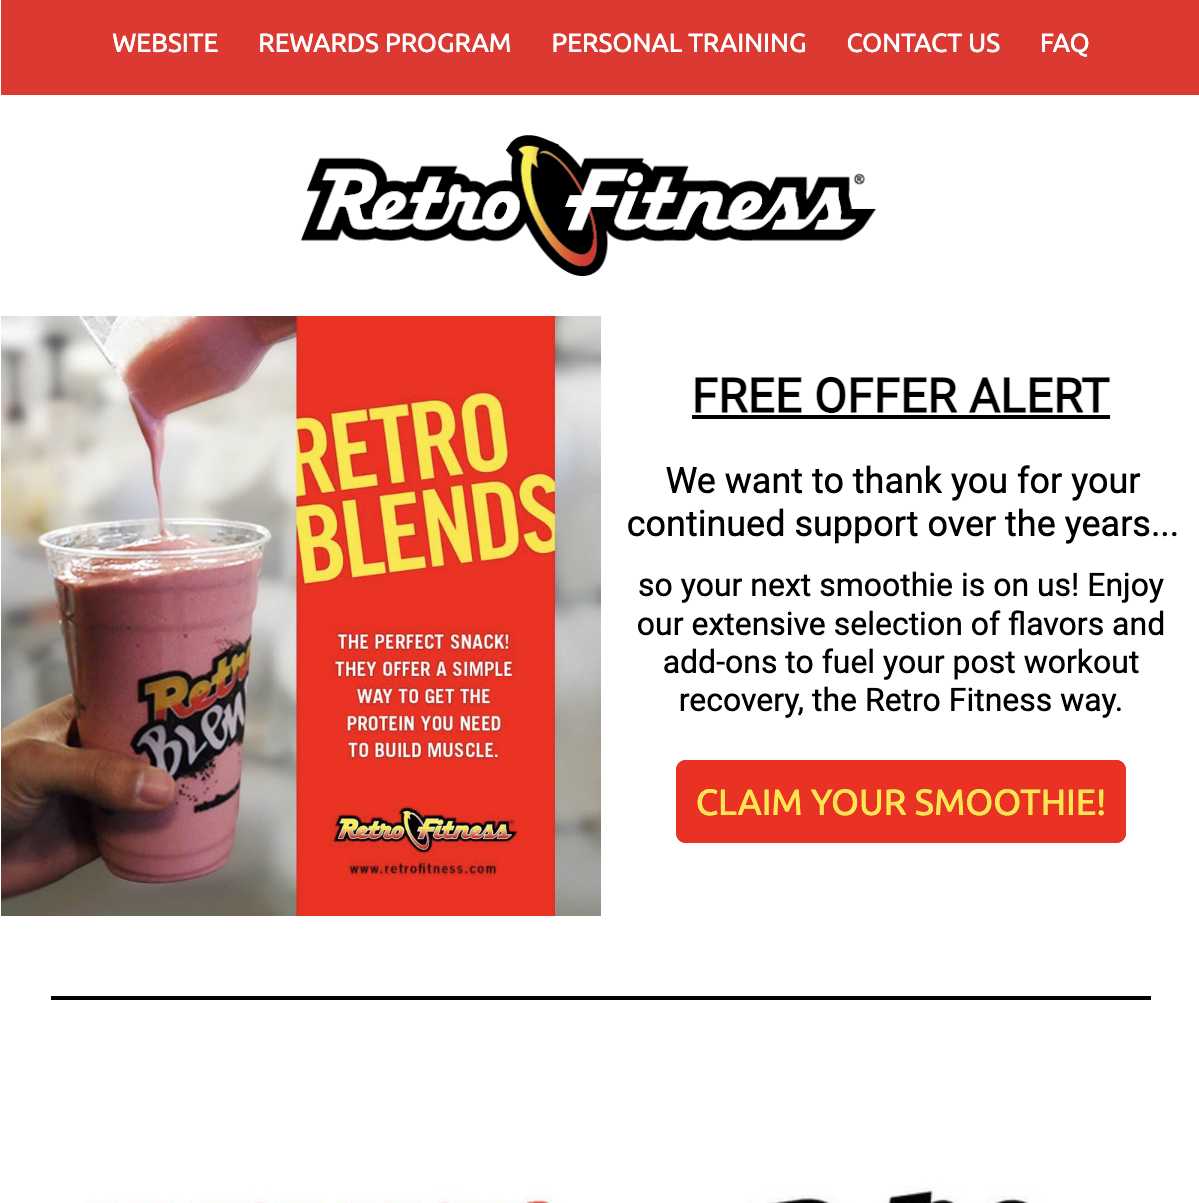 WEBSITE REWARDS PROGRAM PERSONAL TRAINING CONTACT US FAQ
Retro Fitness®
RETRO
BLENDS
THE PERFECT SNACK!
THEY OFFER A SIMPLE
WAY TO GET THE
PROTEIN YOU NEED
TO BUILD MUSCLE.
Retro Fitness
www.retrofitness.com
Retro
FREE OFFER ALERT
We want to thank you for your
continued support over the years...
so your next smoothie is on us! Enjoy
our extensive selection of flavors and
add-ons to fuel your post workout
recovery, the Retro Fitness way.
CLAIM YOUR SMOOTHIE!